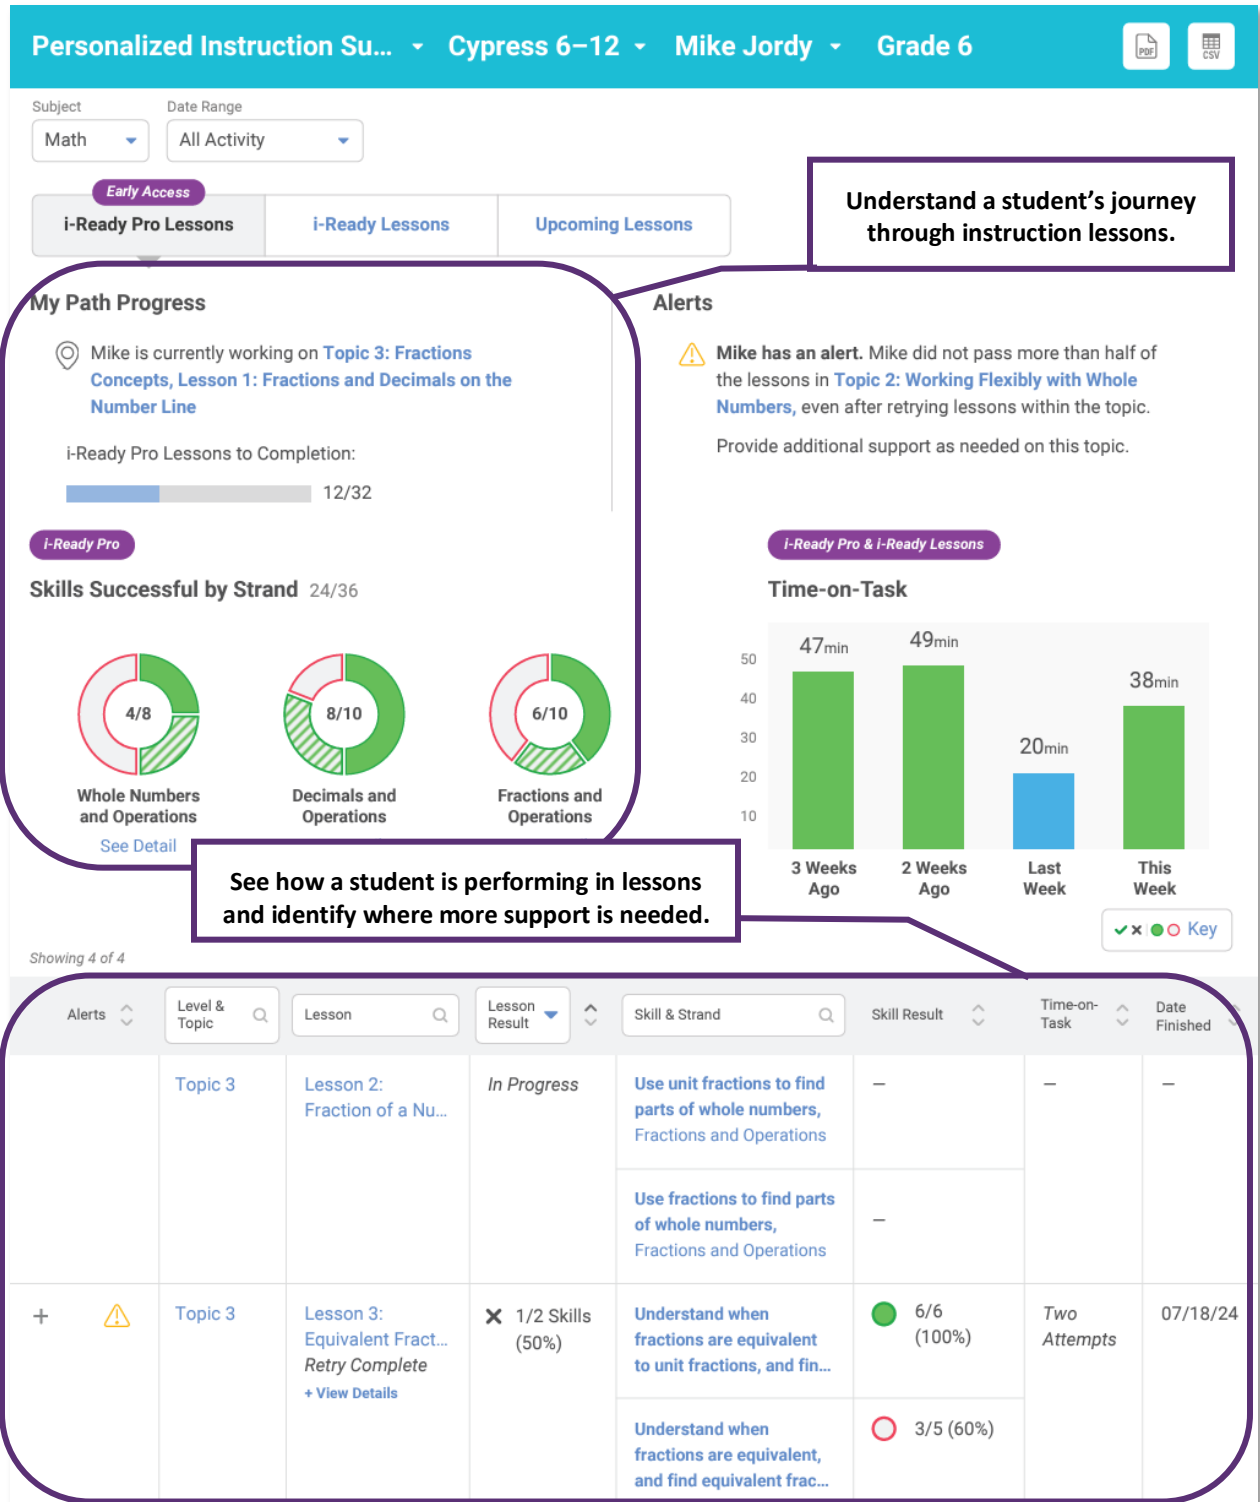 Personalized Instruction Su... Cypress 6–12 Mike Jordy Grade 6
PDF CSV
Subject Date Range
Math All Activity
Early Access
i-Ready Pro Lessons i-Ready Lessons Upcoming Lessons
Understand a student's journey
through instruction lessons.
My Path Progress
Mike is currently working on Topic 3: Fractions
Concepts, Lesson 1: Fractions and Decimals on the
Number Line
i-Ready Pro Lessons to Completion:
12/32
Alerts
Mike has an alert. Mike did not pass more than half of
the lessons in Topic 2: Working Flexibly with Whole
Numbers, even after retrying lessons within the topic.
Provide additional support as needed on this topic.
i-Ready Pro
Skills Successful by Strand 24/36
4/8
Whole Numbers
and Operations
See Detail
8/10
Decimals and
Operations
6/10
Fractions and
Operations
i-Ready Pro & i-Ready Lessons
Time-on-Task
50
40
30
20
10
47min
49min
20min
38min
3 Weeks
Ago
2 Weeks
Ago
Last
Week
This
Week
Key
See how a student is performing in lessons
and identify where more support is needed.
Showing 4 of 4
Alerts
Level &
Topic
Lesson
Lesson
Result
Skill & Strand
Skill Result
Time-on-
Task
Date
Finished
Topic 3
Lesson 2:
Fraction of a Nu...
In Progress
Use unit fractions to find
parts of whole numbers,
Fractions and Operations
–
–
–
Use fractions to find parts
of whole numbers,
Fractions and Operations
–
+
Topic 3
Lesson 3:
Equivalent Fract...
Retry Complete
+ View Details
1/2 Skills
(50%)
Understand when
fractions are equivalent
to unit fractions, and fin...
6/6
(100%)
Two
Attempts
07/18/24
Understand when
fractions are equivalent,
and find equivalent frac...
3/5 (60%)